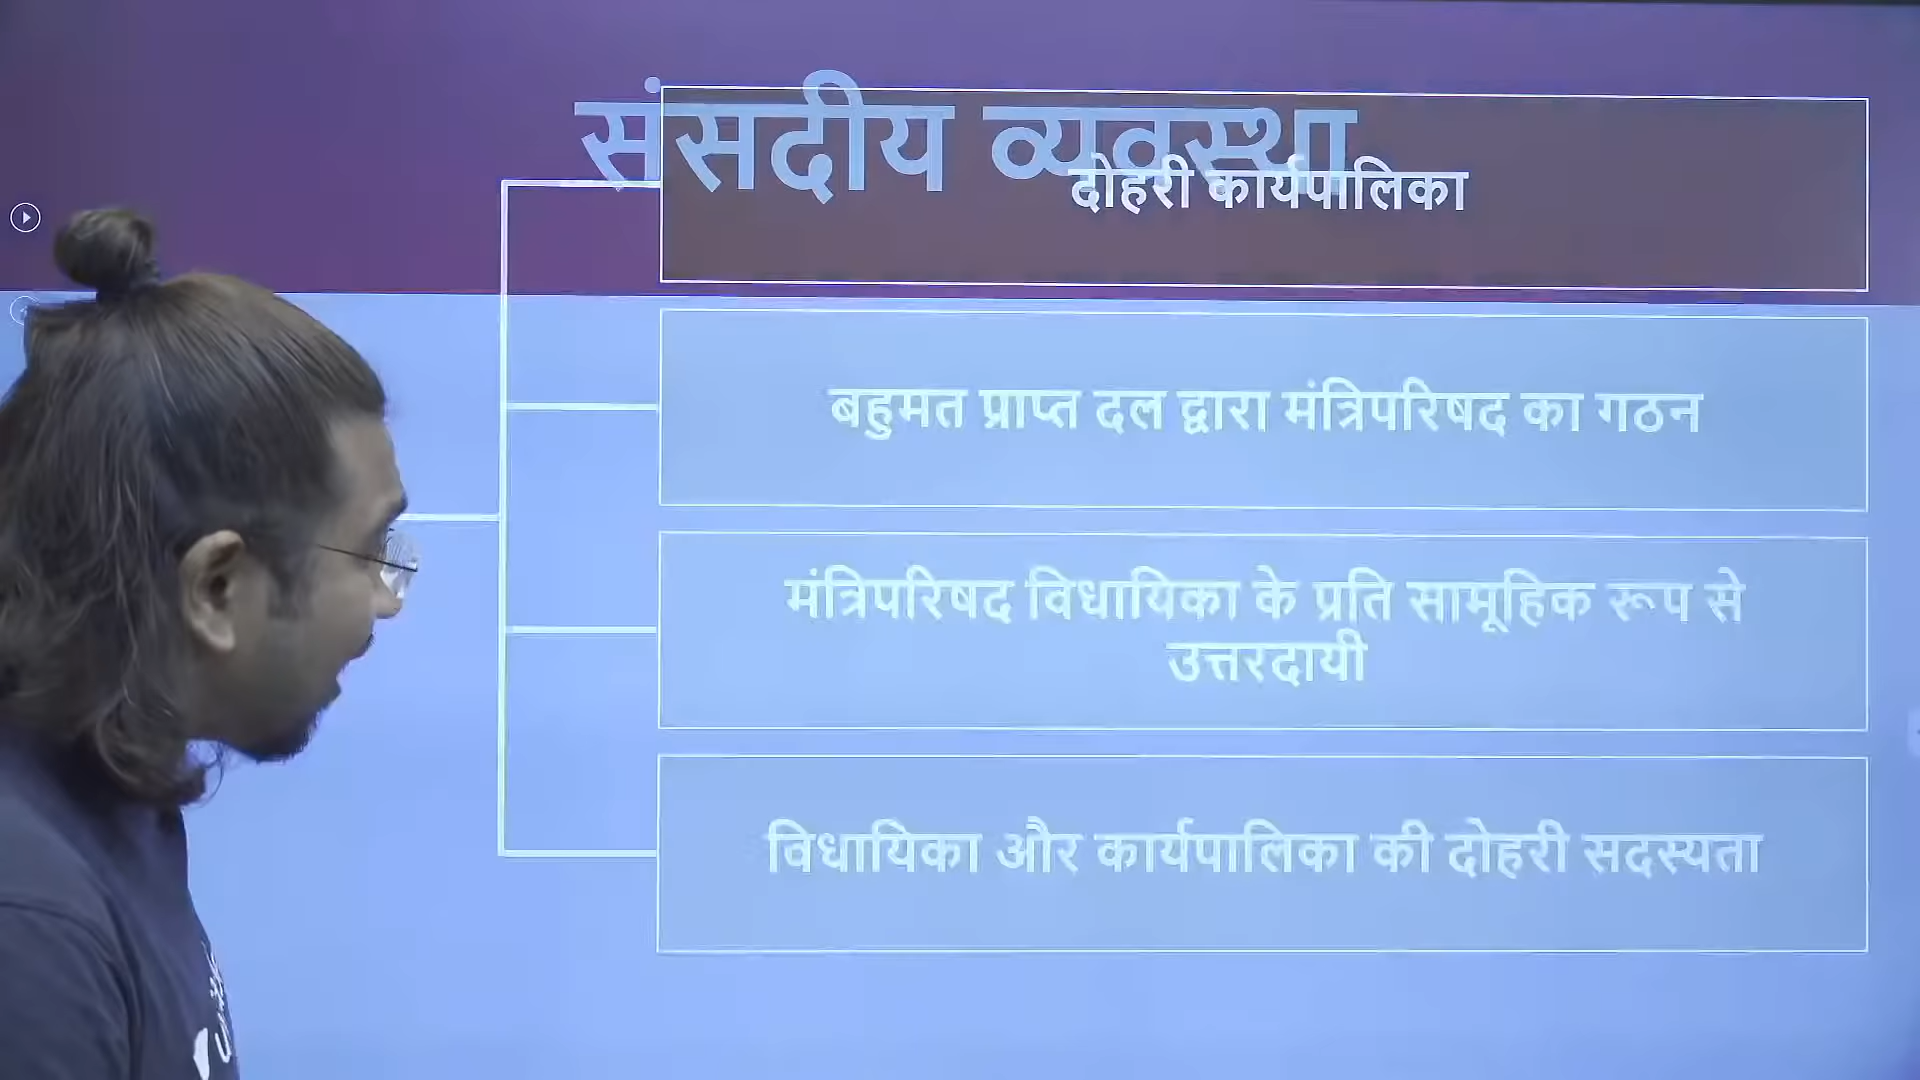 संसदीय व्यवस्था
दोहरी कार्यपालिका
बहुमत प्राप्त दल द्वारा मंत्रिपरिषद का गठन
मंत्रिपरिषद विधायिका के प्रति सामूहिक रूप से
उत्तरदायी
विधायिका और कार्यपालिका की दोहरी सदस्यता